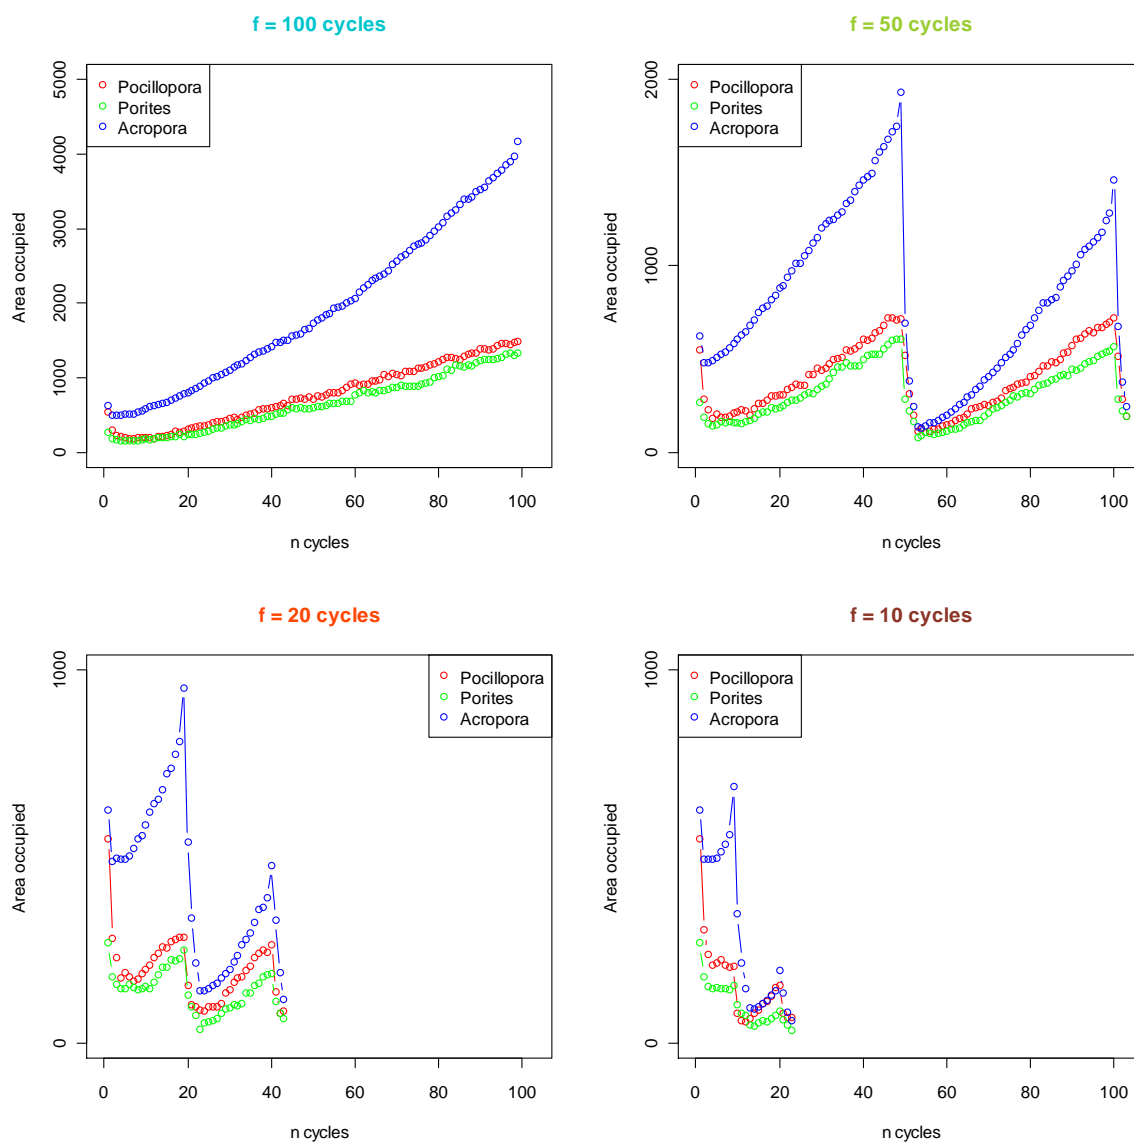 f = 100 cycles
Pocillopora
Porites
Acropora
5000
4000
3000
2000
1000
0
Area occupied
0 20 40 60 80 100
n cycles
f = 50 cycles
Pocillopora
Porites
Acropora
2000
1000
0
Area occupied
0 20 40 60 80 100
n cycles
f = 20 cycles
Pocillopora
Porites
Acropora
1000
0
Area occupied
0 20 40 60 80 100
n cycles
f = 10 cycles
Pocillopora
Porites
Acropora
1000
0
Area occupied
0 20 40 60 80 100
n cycles